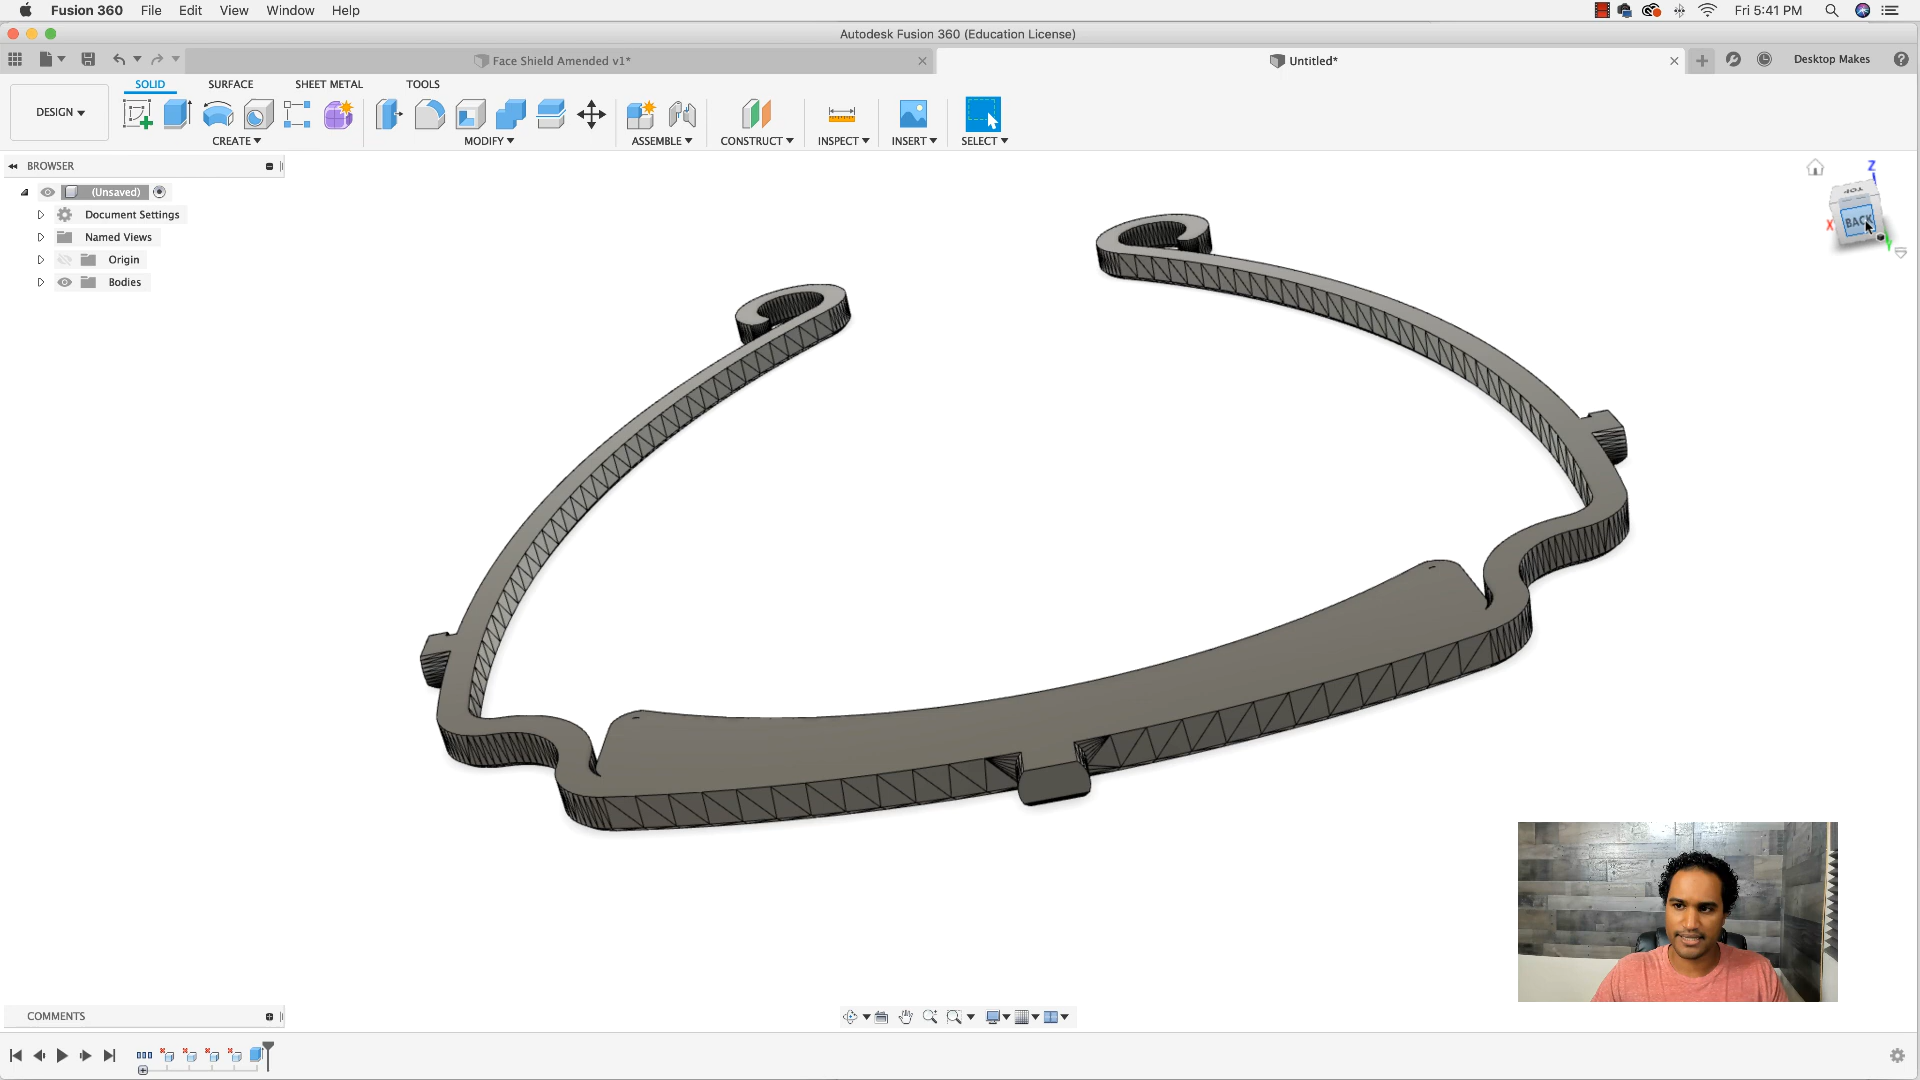 Fusion 360 File Edit View Window Help Fri 5:41 PM
Autodesk Fusion 360 (Education License)
Face Shield Amended v1* Untitled* Desktop Makes
SOLID SURFACE SHEET METAL TOOLS
DESIGN
CREATE MODIFY ASSEMBLE CONSTRUCT INSPECT INSERT SELECT
BROWSER
(Unsaved)
Document Settings
Named Views
Origin
Bodies
Z
TOP
BACK
X
COMMENTS